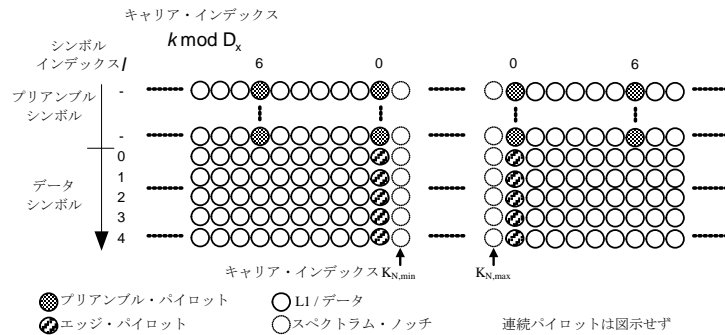 キャリア・インデックス
k mod Dx
シンボル
インデックスl
6 0 0 6
プリアンブル
シンボル
-
-
データ
シンボル
0
1
2
3
4
キャリア・インデックス KN,min KN,max
プリアンブル・パイロット L1 / データ
エッジ・パイロット スペクトラム・ノッチ 連続パイロットは図示せず